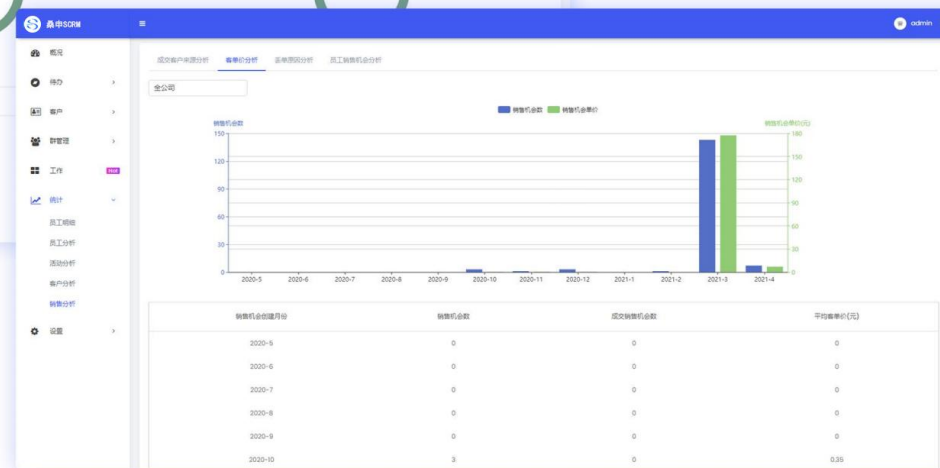 桑申SCRM
admin
概况
待办
客户
群管理
工作
统计
员工明细
员工分析
活动分析
客户分析
销售分析
设置
成交客户来源分析 客单价分析 丢单原因分析 员工销售机会分析
全公司
销售机会数 销售机会单价
销售机会数 销售机会单价(元)
150 180
120 150
120
90 90
60 60
30 30
0 0
2020-5 2020-6 2020-7 2020-8 2020-9 2020-10 2020-11 2020-12 2021-1 2021-2 2021-3 2021-4
销售机会创建月份 销售机会数 成交销售机会数 平均客单价(元)
2020-5 0 0 0
2020-6 0 0 0
2020-7 0 0 0
2020-8 0 0 0
2020-9 0 0 0
2020-10 3 0 0.35